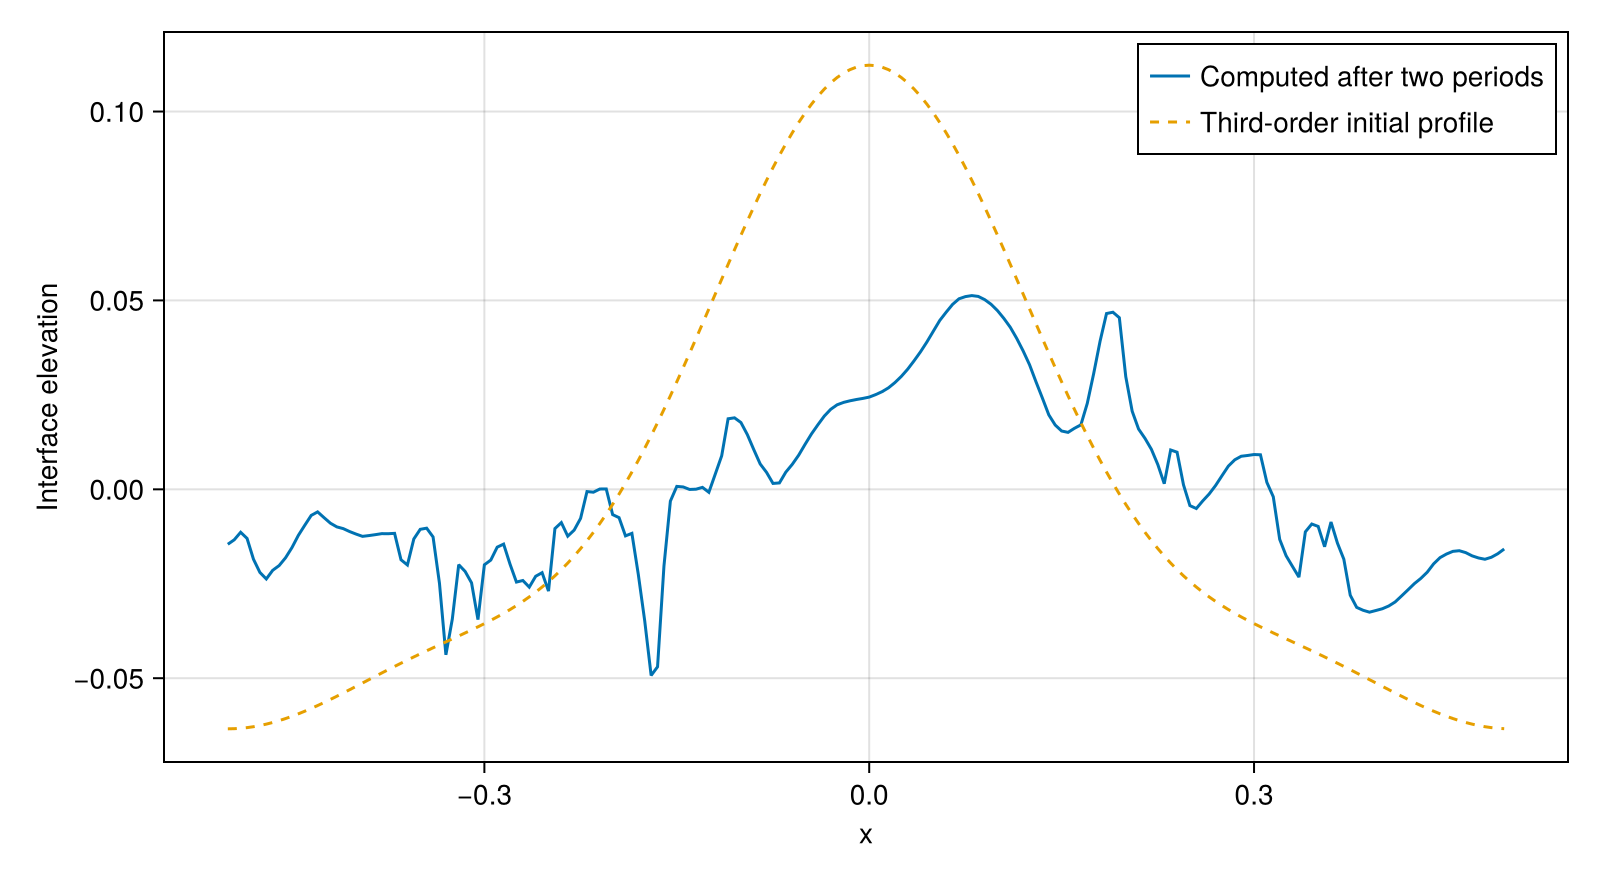 Computed after two periods
Third-order initial profile
Interface elevation
0.10
0.05
0.00
−0.05
−0.3
0.0
0.3
x